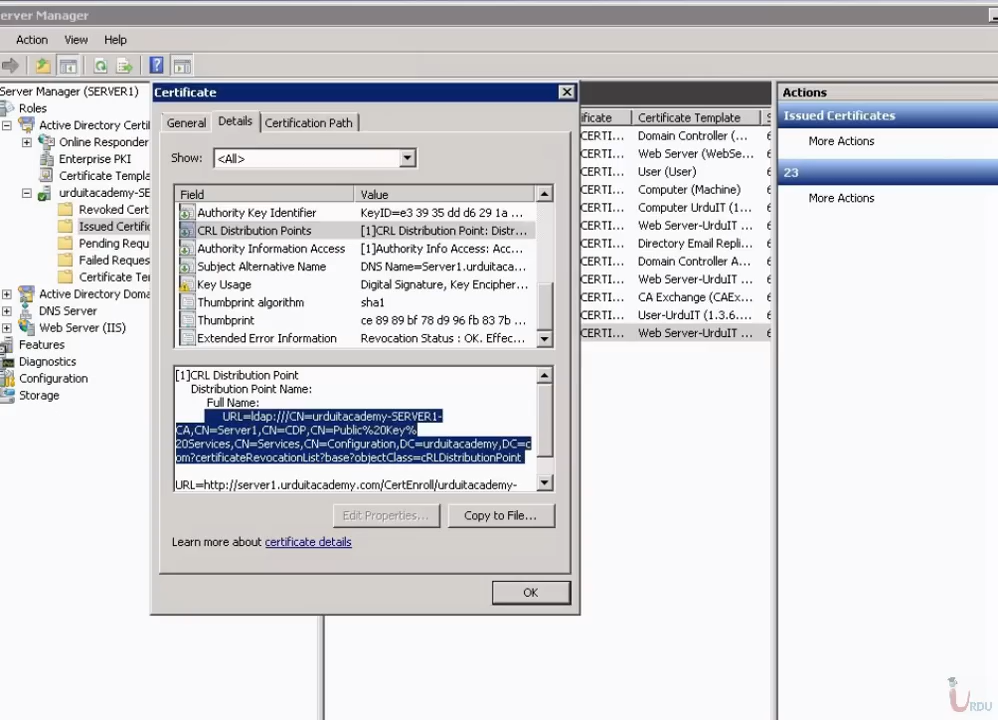 erver Manager
Action View Help
Server Manager (SERVER1)
Roles
Active Directory Certi
Online Responder
Enterprise PKI
Certificate Templa
urduitacademy-SE
Revoked Cert
Issued Certific
Pending Requ
Failed Reques
Certificate Ter
Active Directory Doma
DNS Server
Web Server (IIS)
Features
Diagnostics
Configuration
Storage
Certificate
General Details Certification Path
Show: <All>
Field Value
Authority Key Identifier KeyID=e3 39 35 dd d6 29 1a ...
CRL Distribution Points [1]CRL Distribution Point: Distr...
Authority Information Access [1]Authority Info Access: Acc...
Subject Alternative Name DNS Name=Server1.urduitaca...
Key Usage Digital Signature, Key Encipher...
Thumbprint algorithm sha1
Thumbprint ce 89 89 bf 78 d9 96 fb 83 7b ...
Extended Error Information Revocation Status : OK. Effec...
[1]CRL Distribution Point
Distribution Point Name:
Full Name:
URL=ldap:///CN=urduitacademy-SERVER1-
CA,CN=Server1,CN=CDP,CN=Public%20Key%
20Services,CN=Services,CN=Configuration,DC=urduitacademy,DC=c
om?certificateRevocationList?base?objectClass=cRLDistributionPoint
URL=http://server1.urduitacademy.com/CertEnroll/urduitacademy-
Edit Properties... Copy to File...
Learn more about certificate details
OK
ificate Certificate Template
CERTI... Domain Controller (...
CERTI... Web Server (WebSe...
CERTI... User (User)
CERTI... Computer (Machine)
CERTI... Computer UrduIT (1...
CERTI... Web Server-UrduIT ...
CERTI... Directory Email Repli...
CERTI... Domain Controller A...
CERTI... Web Server-UrduIT ...
CERTI... CA Exchange (CAEx...
CERTI... User-UrduIT (1.3.6....
CERTI... Web Server-UrduIT ...
Actions
Issued Certificates
More Actions
23
More Actions
URDU